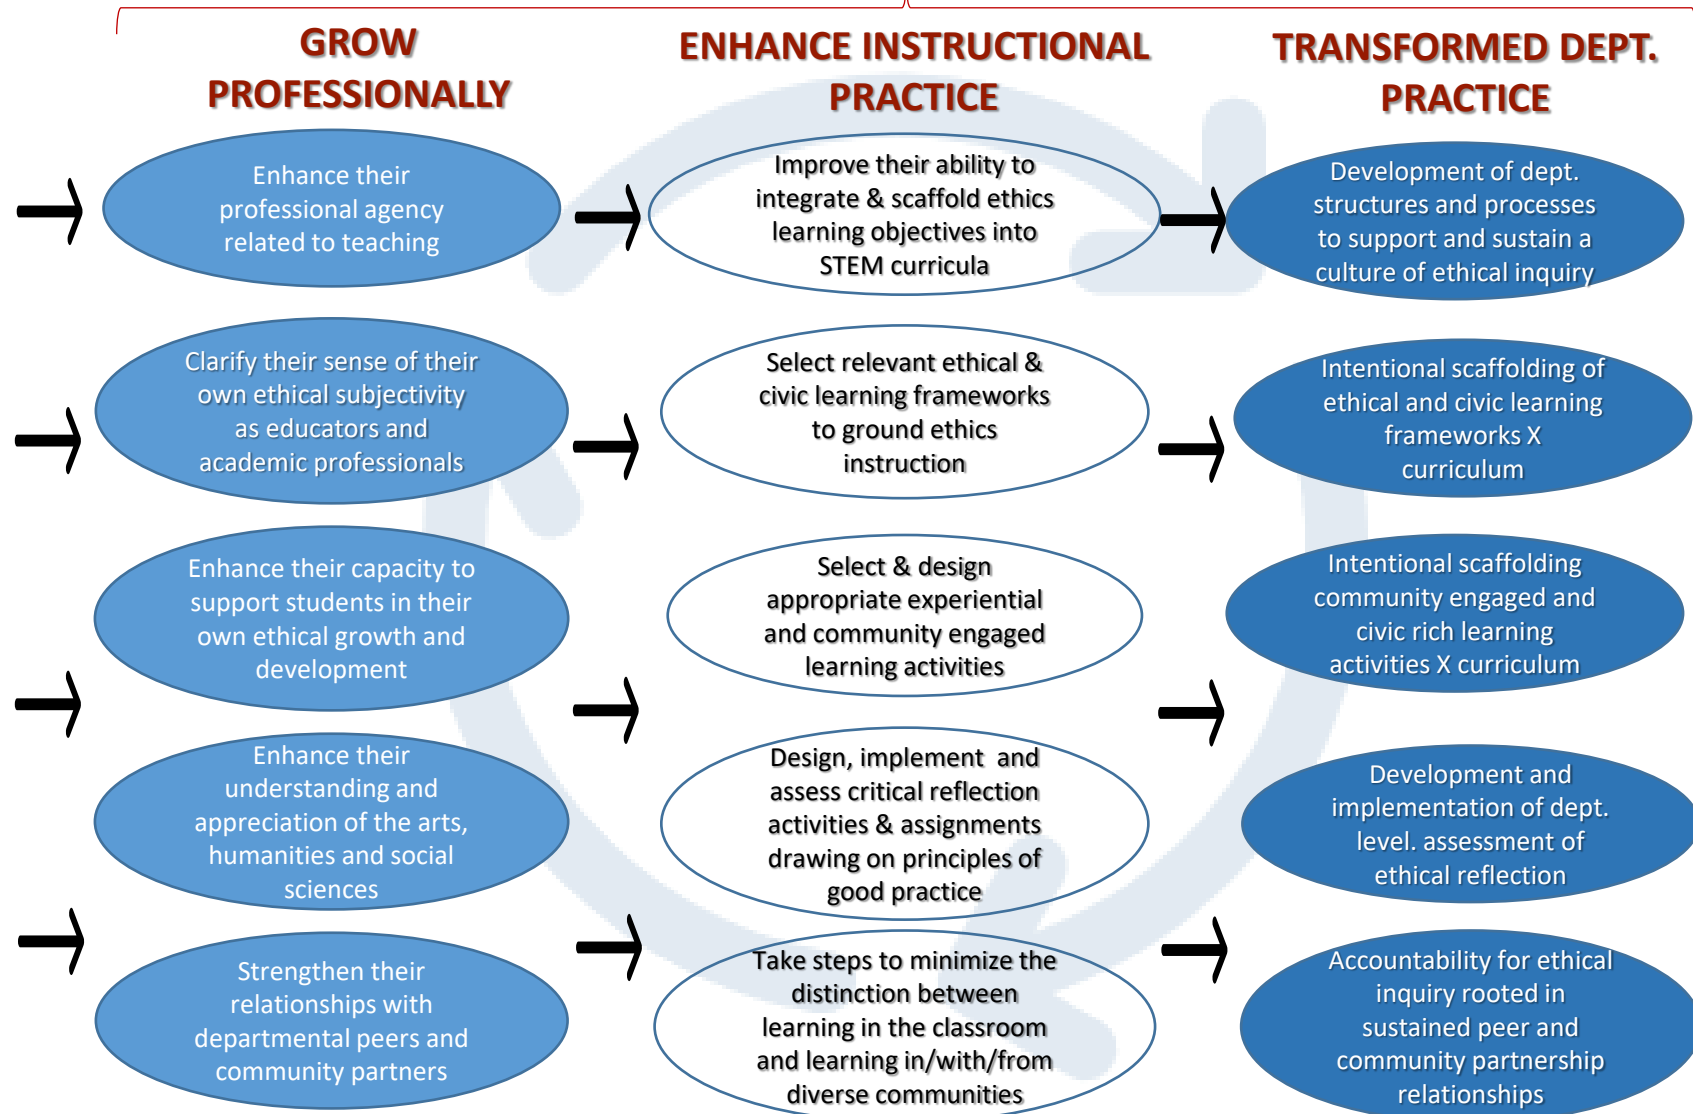 GROW
PROFESSIONALLY
Enhance their
professional agency
related to teaching
Clarify their sense of their
own ethical subjectivity
as educators and
academic professionals
Enhance their capacity to
support students in their
own ethical growth and
development
Enhance their
understanding and
appreciation of the arts,
humanities and social
sciences
Strengthen their
relationships with
departmental peers and
community partners
ENHANCE INSTRUCTIONAL
PRACTICE
Improve their ability to
integrate & scaffold ethics
learning objectives into
STEM curricula
Select relevant ethical &
civic learning frameworks
to ground ethics
instruction
Select & design
appropriate experiential
and community engaged
learning activities
Design, implement and
assess critical reflection
activities & assignments
drawing on principles of
good practice
Take steps to minimize the
distinction between
learning in the classroom
and learning in/with/from
diverse communities
TRANSFORMED DEPT.
PRACTICE
Development of dept.
structures and processes
to support and sustain a
culture of ethical inquiry
Intentional scaffolding of
ethical and civic learning
frameworks X
curriculum
Intentional scaffolding
community engaged and
civic rich learning
activities X curriculum
Development and
implementation of dept.
level. assessment of
ethical reflection
Accountability for ethical
inquiry rooted in
sustained peer and
community partnership
relationships